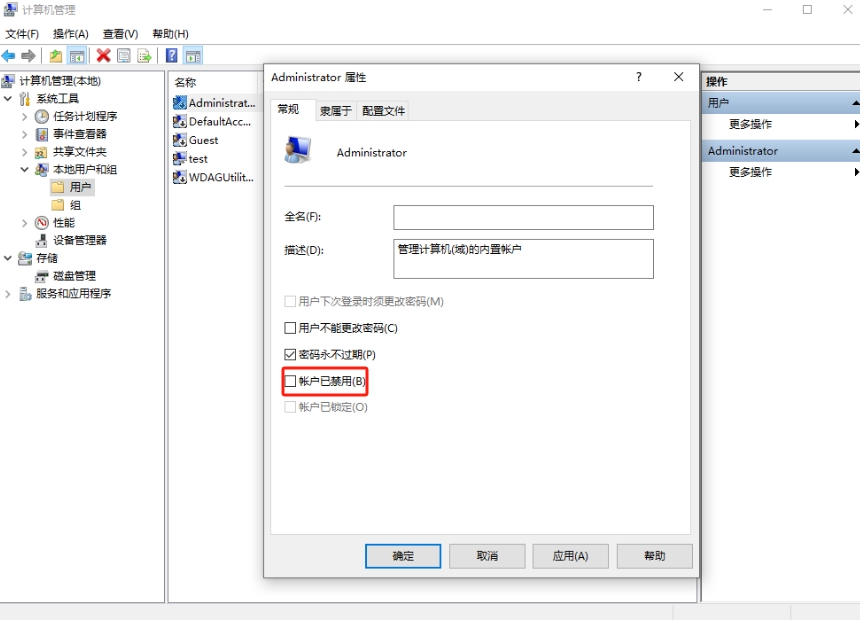 计算机管理
文件(F) 操作(A) 查看(V) 帮助(H)
计算机管理(本地)
系统工具
任务计划程序
事件查看器
共享文件夹
本地用户和组
用户
组
性能
设备管理器
存储
磁盘管理
服务和应用程序
名称
Administrat...
DefaultAcc...
Guest
test
WDAGUtilit...
Administrator 属性
常规 隶属于 配置文件
Administrator
全名(F):
描述(D): 管理计算机(域)的内置帐户
用户下次登录时须更改密码(M)
用户不能更改密码(C)
密码永不过期(P)
帐户已禁用(B)
帐户已锁定(O)
确定 取消 应用(A) 帮助
操作
用户
更多操作
Administrator
更多操作